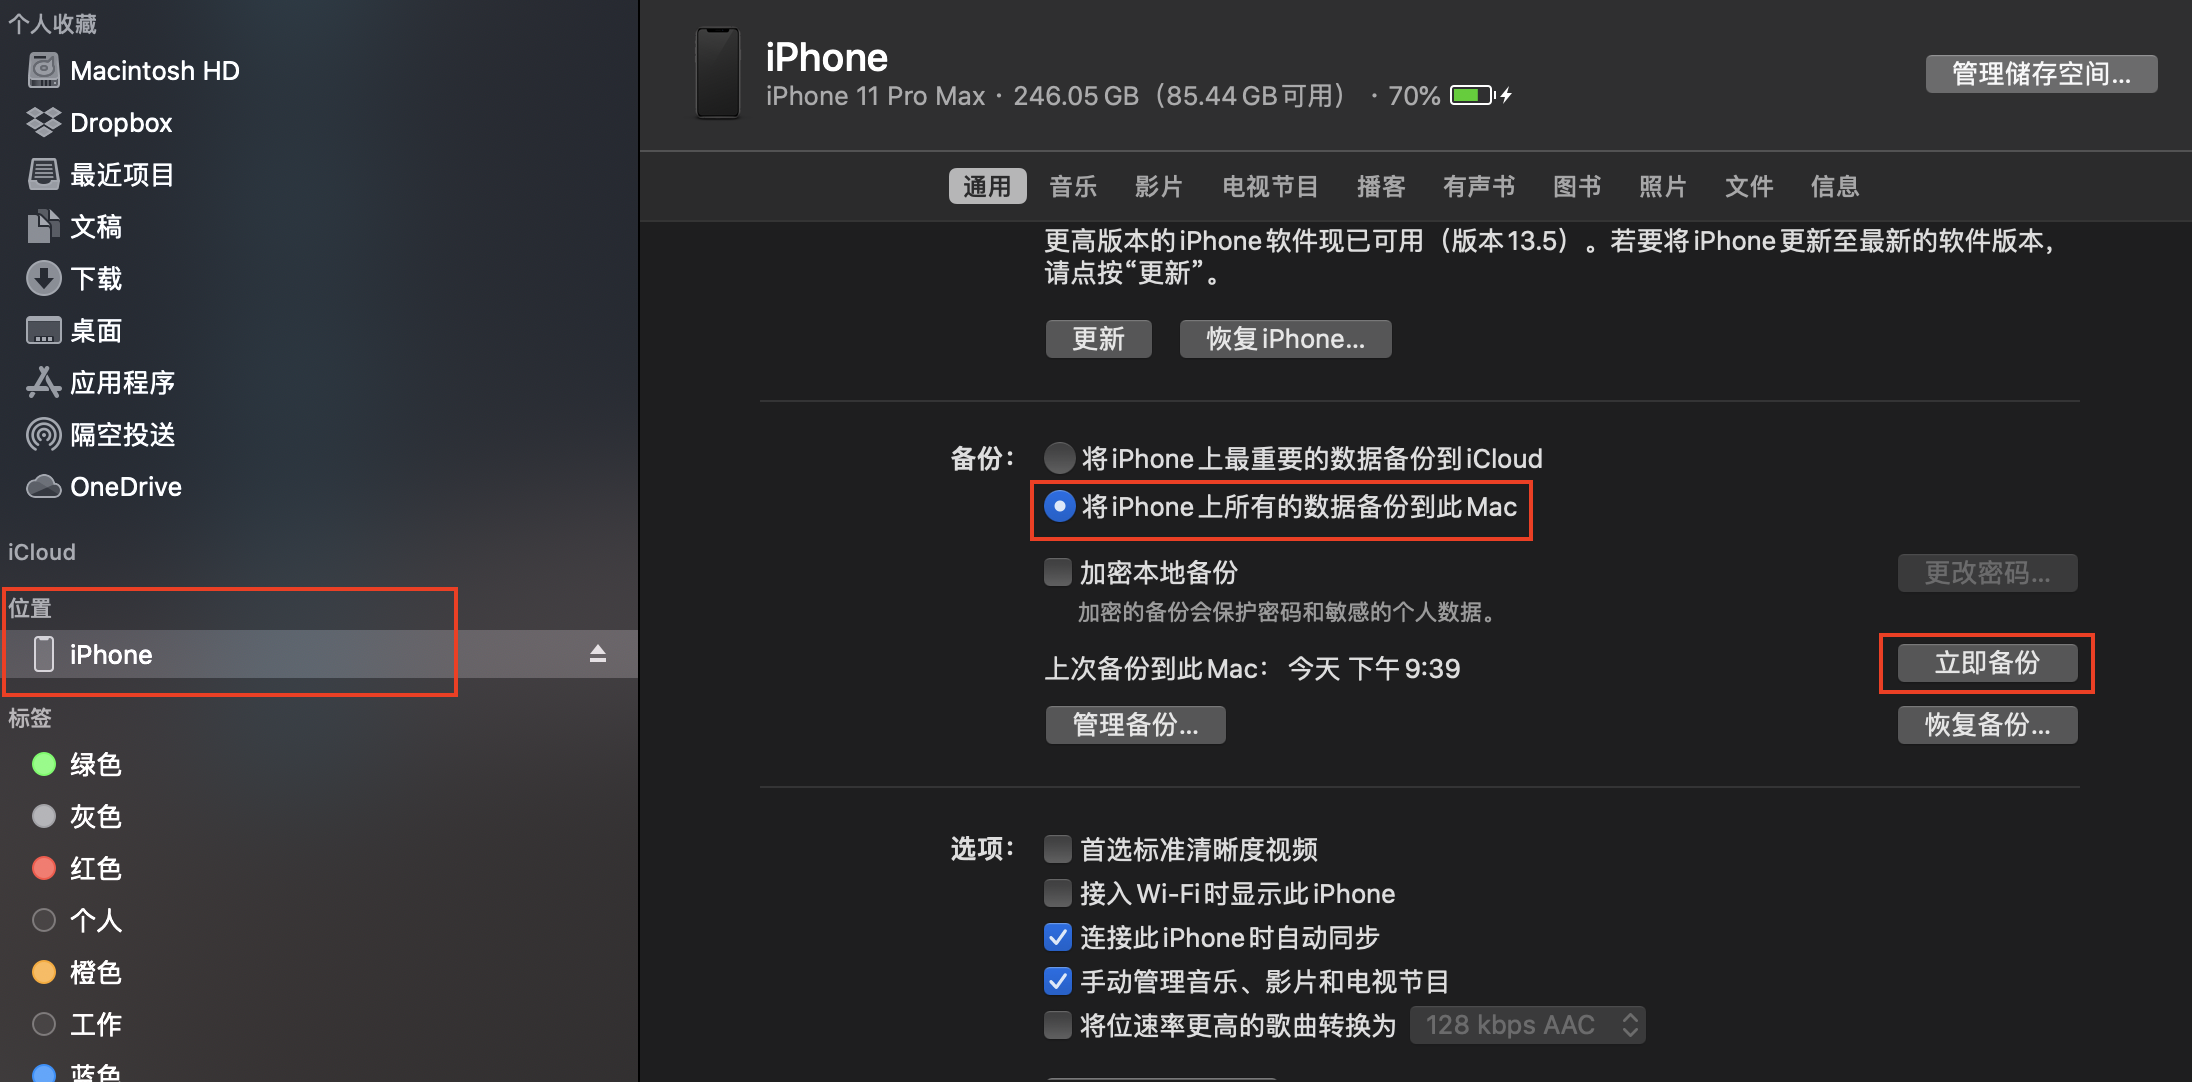 个人收藏
Macintosh HD
Dropbox
最近项目
文稿
下载
桌面
应用程序
隔空投送
OneDrive
iCloud
位置
iPhone
标签
绿色
灰色
红色
个人
橙色
工作
蓝色
iPhone
iPhone 11 Pro Max · 246.05 GB（85.44 GB可用） · 70%
管理储存空间...
通用 音乐 影片 电视节目 播客 有声书 图书 照片 文件 信息
更高版本的iPhone软件现已可用（版本13.5）。若要将iPhone更新至最新的软件版本，
请点按“更新”。
更新 恢复iPhone...
备份： 将iPhone上最重要的数据备份到iCloud
将iPhone上所有的数据备份到此Mac
加密本地备份 更改密码...
加密的备份会保护密码和敏感的个人数据。
上次备份到此Mac： 今天 下午9:39 立即备份
管理备份... 恢复备份...
选项： 首选标准清晰度视频
接入Wi-Fi时显示此iPhone
连接此iPhone时自动同步
手动管理音乐、影片和电视节目
将位速率更高的歌曲转换为 128 kbps AAC